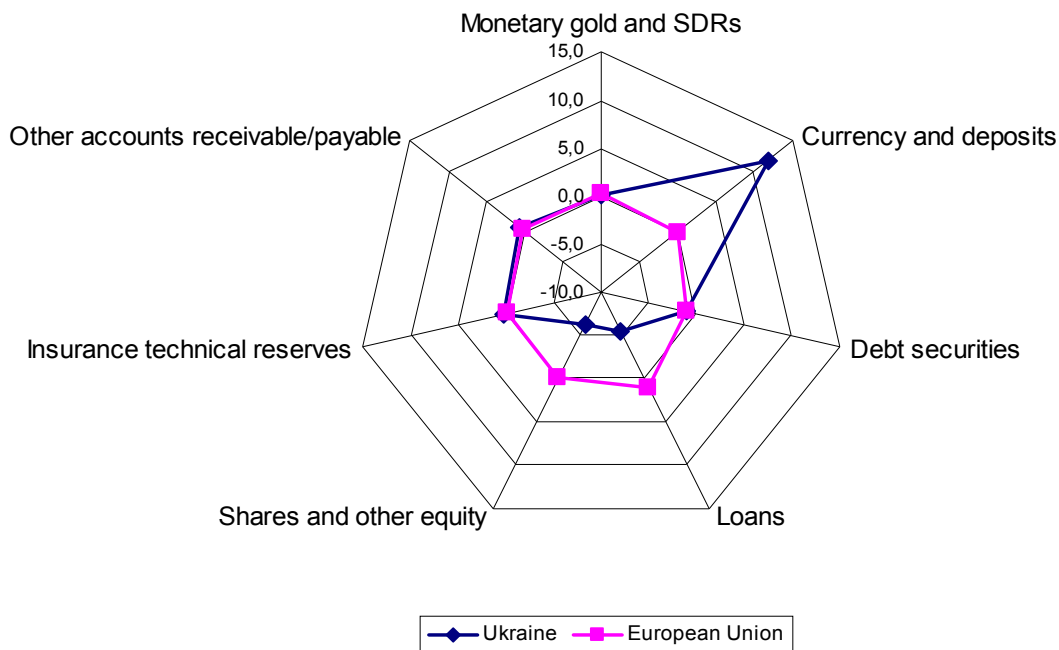 Monetary gold and SDRs
15,0
10,0
5,0
0,0
-5,0
-10,0
Other accounts receivable/payable
Currency and deposits
Insurance technical reserves
Debt securities
Shares and other equity
Loans
Ukraine
European Union